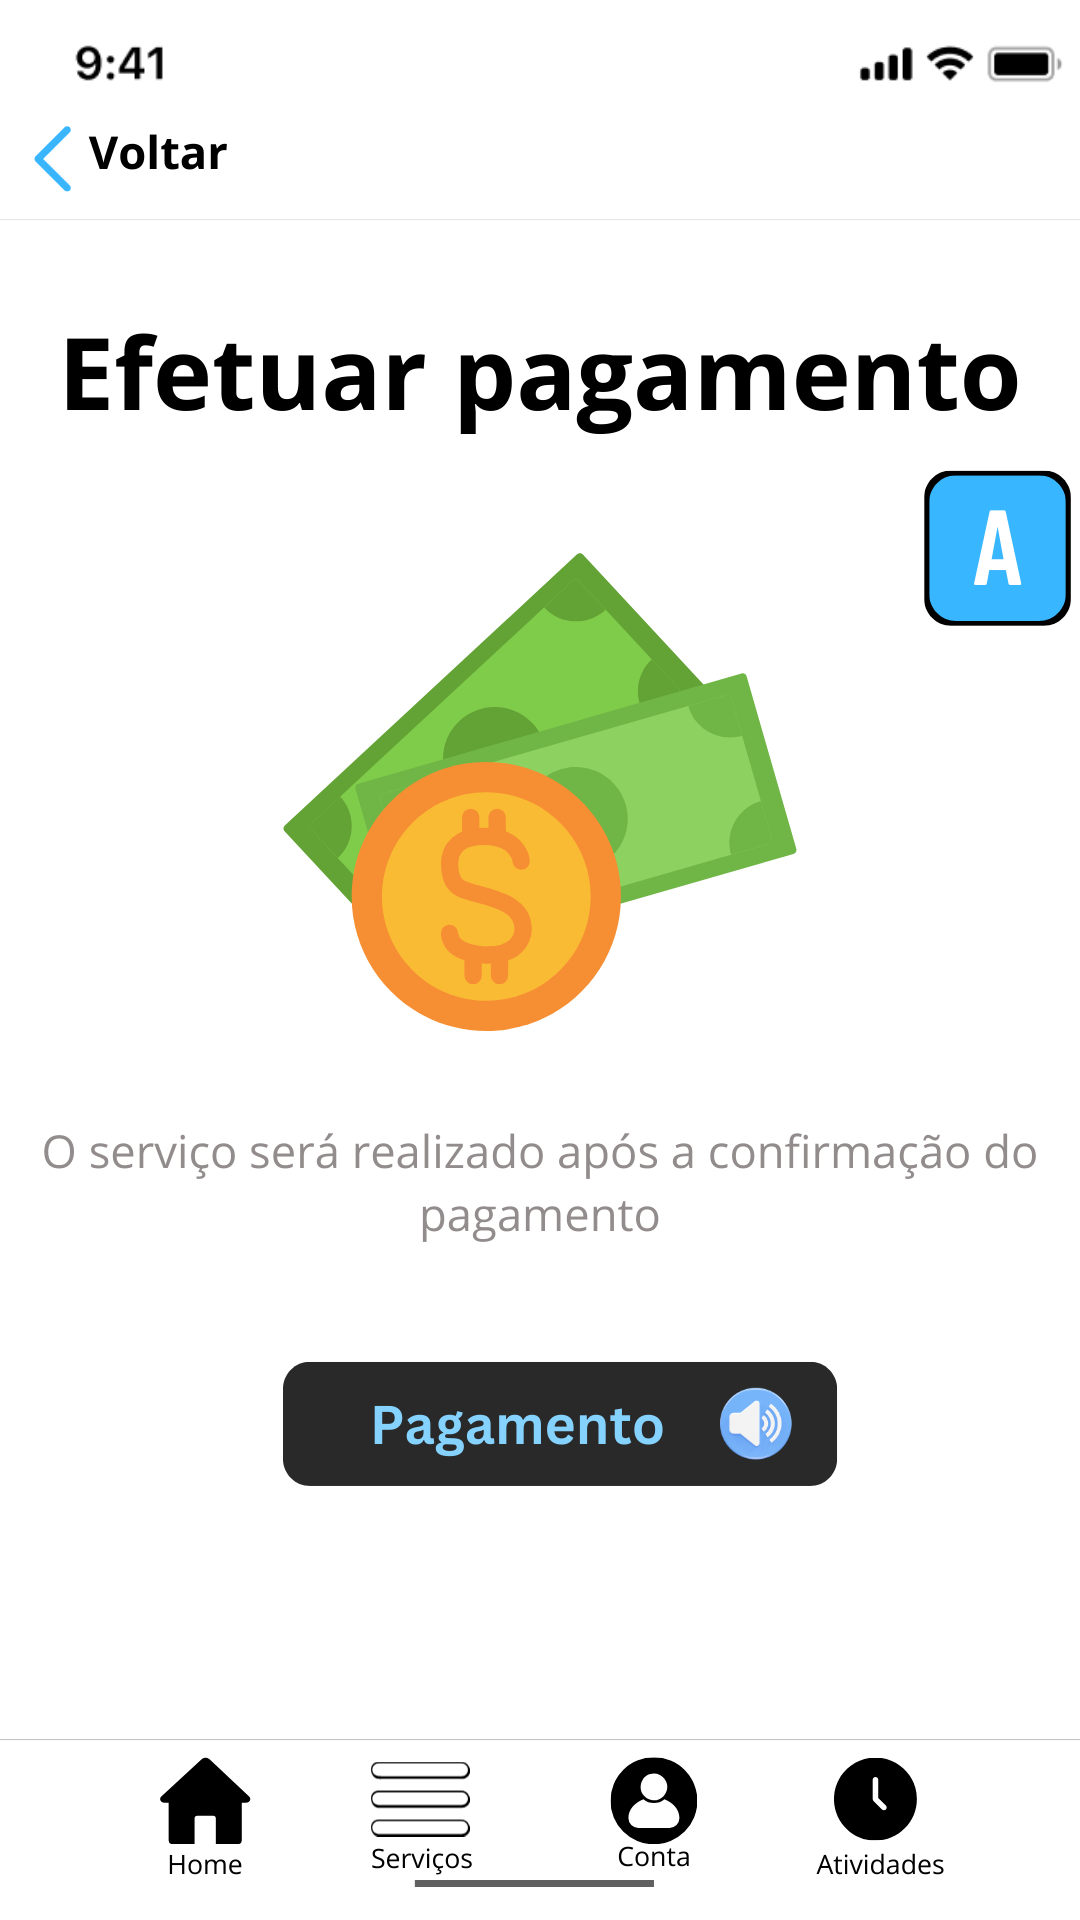 9:41
Voltar
Efetuar pagamento
A
$
O serviço será realizado após a confirmação do
pagamento
Pagamento
Home
Serviços
Conta
Atividades